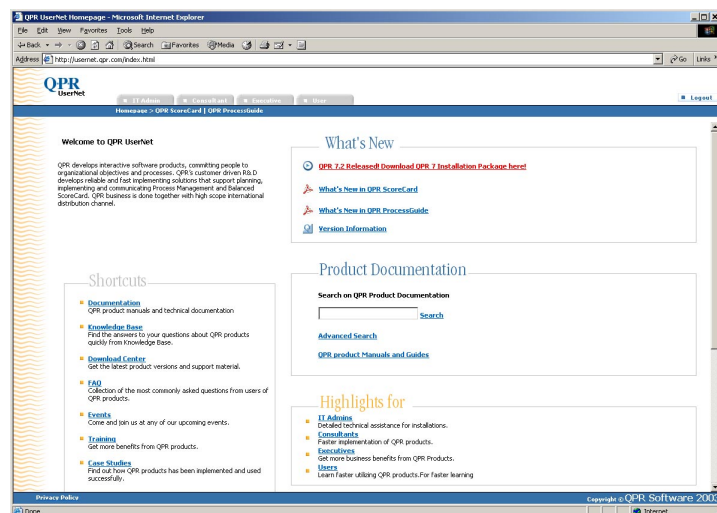 QPR UserNet Homepage - Microsoft Internet Explorer
File Edit View Favorites Tools Help
Back Search Favorites Media
Address http://usernet.qpr.com/index.html Go Links
QPR
UserNet
IT Admin Consultant Executive User
Logout
Homepage > QPR ScoreCard | QPR ProcessGuide
Welcome to QPR UserNet
QPR develops interactive software products, committing people to
organizational objectives and processes. QPR's customer driven R&D
develops reliable and fast implementing solutions that support planning,
implementing and communicating Process Management and Balanced
ScoreCard. QPR business is done together with high scope international
distribution channel.
Shortcuts
Documentation
QPR product manuals and technical documentation
Knowledge Base
Find the answers to your questions about QPR products
quickly from Knowledge Base.
Download Center
Get the latest product versions and support material.
FAQ
Collection of the most commonly asked questions from users of
QPR products.
Events
Come and join us at any of our upcoming events.
Training
Get more benefits from QPR products.
Case Studies
Find out how QPR products has been implemented and used
successfully.
What's New
QPR 7.2 Released! Download QPR 7 Installation Package here!
What's New in QPR ScoreCard
What's New in QPR ProcessGuide
Version Information
Product Documentation
Search on QPR Product Documentation
Search
Advanced Search
QPR product Manuals and Guides
Highlights for
IT Admins
Detailed technical assistance for installations.
Consultants
Faster implementation of QPR products.
Executives
Get more business benefits from QPR Products.
Users
Learn faster utilizing QPR products.For faster learning
Privacy Policy
Copyright © QPR Software 2003
Done Internet